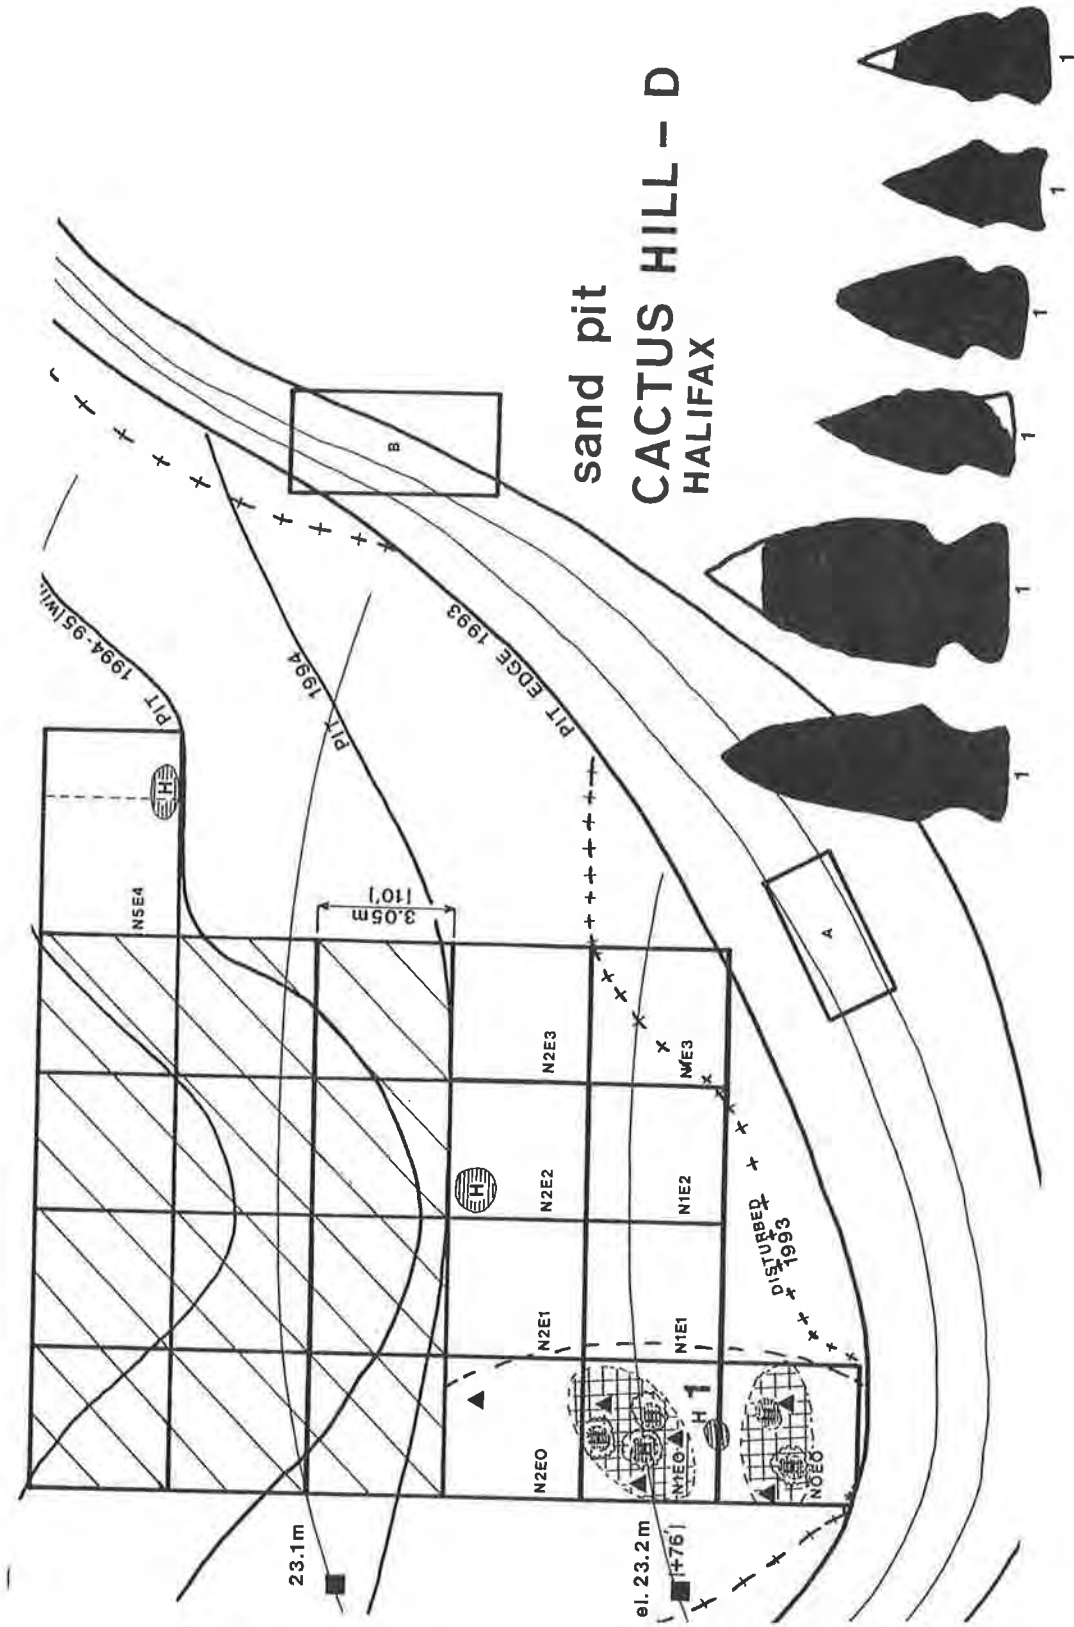 sand pit
CACTUS HILL – D
HALIFAX
PIT 1994-95
PIT 1994
PIT EDGE 1993
DISTURBED
1993
N5E4
3.05m
[10']
N2E0
N2E1
N2E2
N2E3
N1E0
N1E1
N1E2
N1E3
N0E0
23.1m
el. 23.2m
[+76']
A
B
H
H
H
H
H
H
H
H
1
1
1
1
1
1
1
1